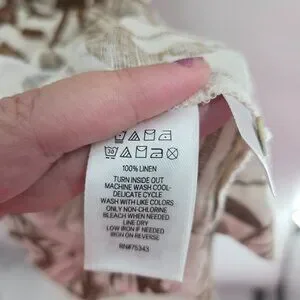 100% LINEN
TURN INSIDE OUT
MACHINE WASH COOL-
DELICATE CYCLE
WASH WITH LIKE COLORS
ONLY NON-CHLORINE
BLEACH WHEN NEEDED
LINE DRY
LOW IRON AS NEEDED
IRON ON REVERSE
RN#75343